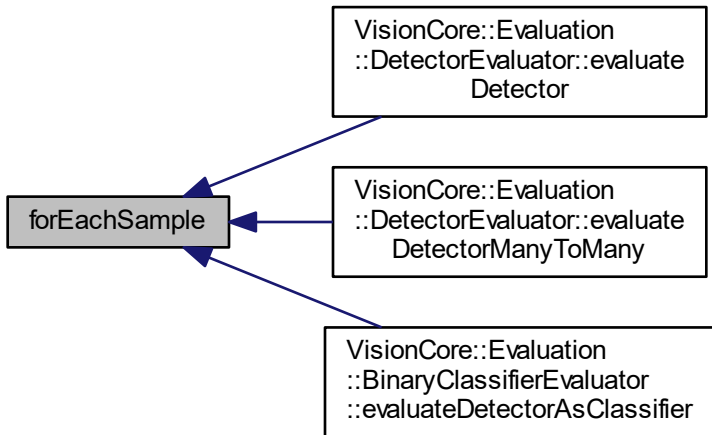 VisionCore::Evaluation
::DetectorEvaluator::evaluate
Detector
forEachSample
VisionCore::Evaluation
::DetectorEvaluator::evaluate
DetectorManyToMany
VisionCore::Evaluation
::BinaryClassifierEvaluator
::evaluateDetectorAsClassifier